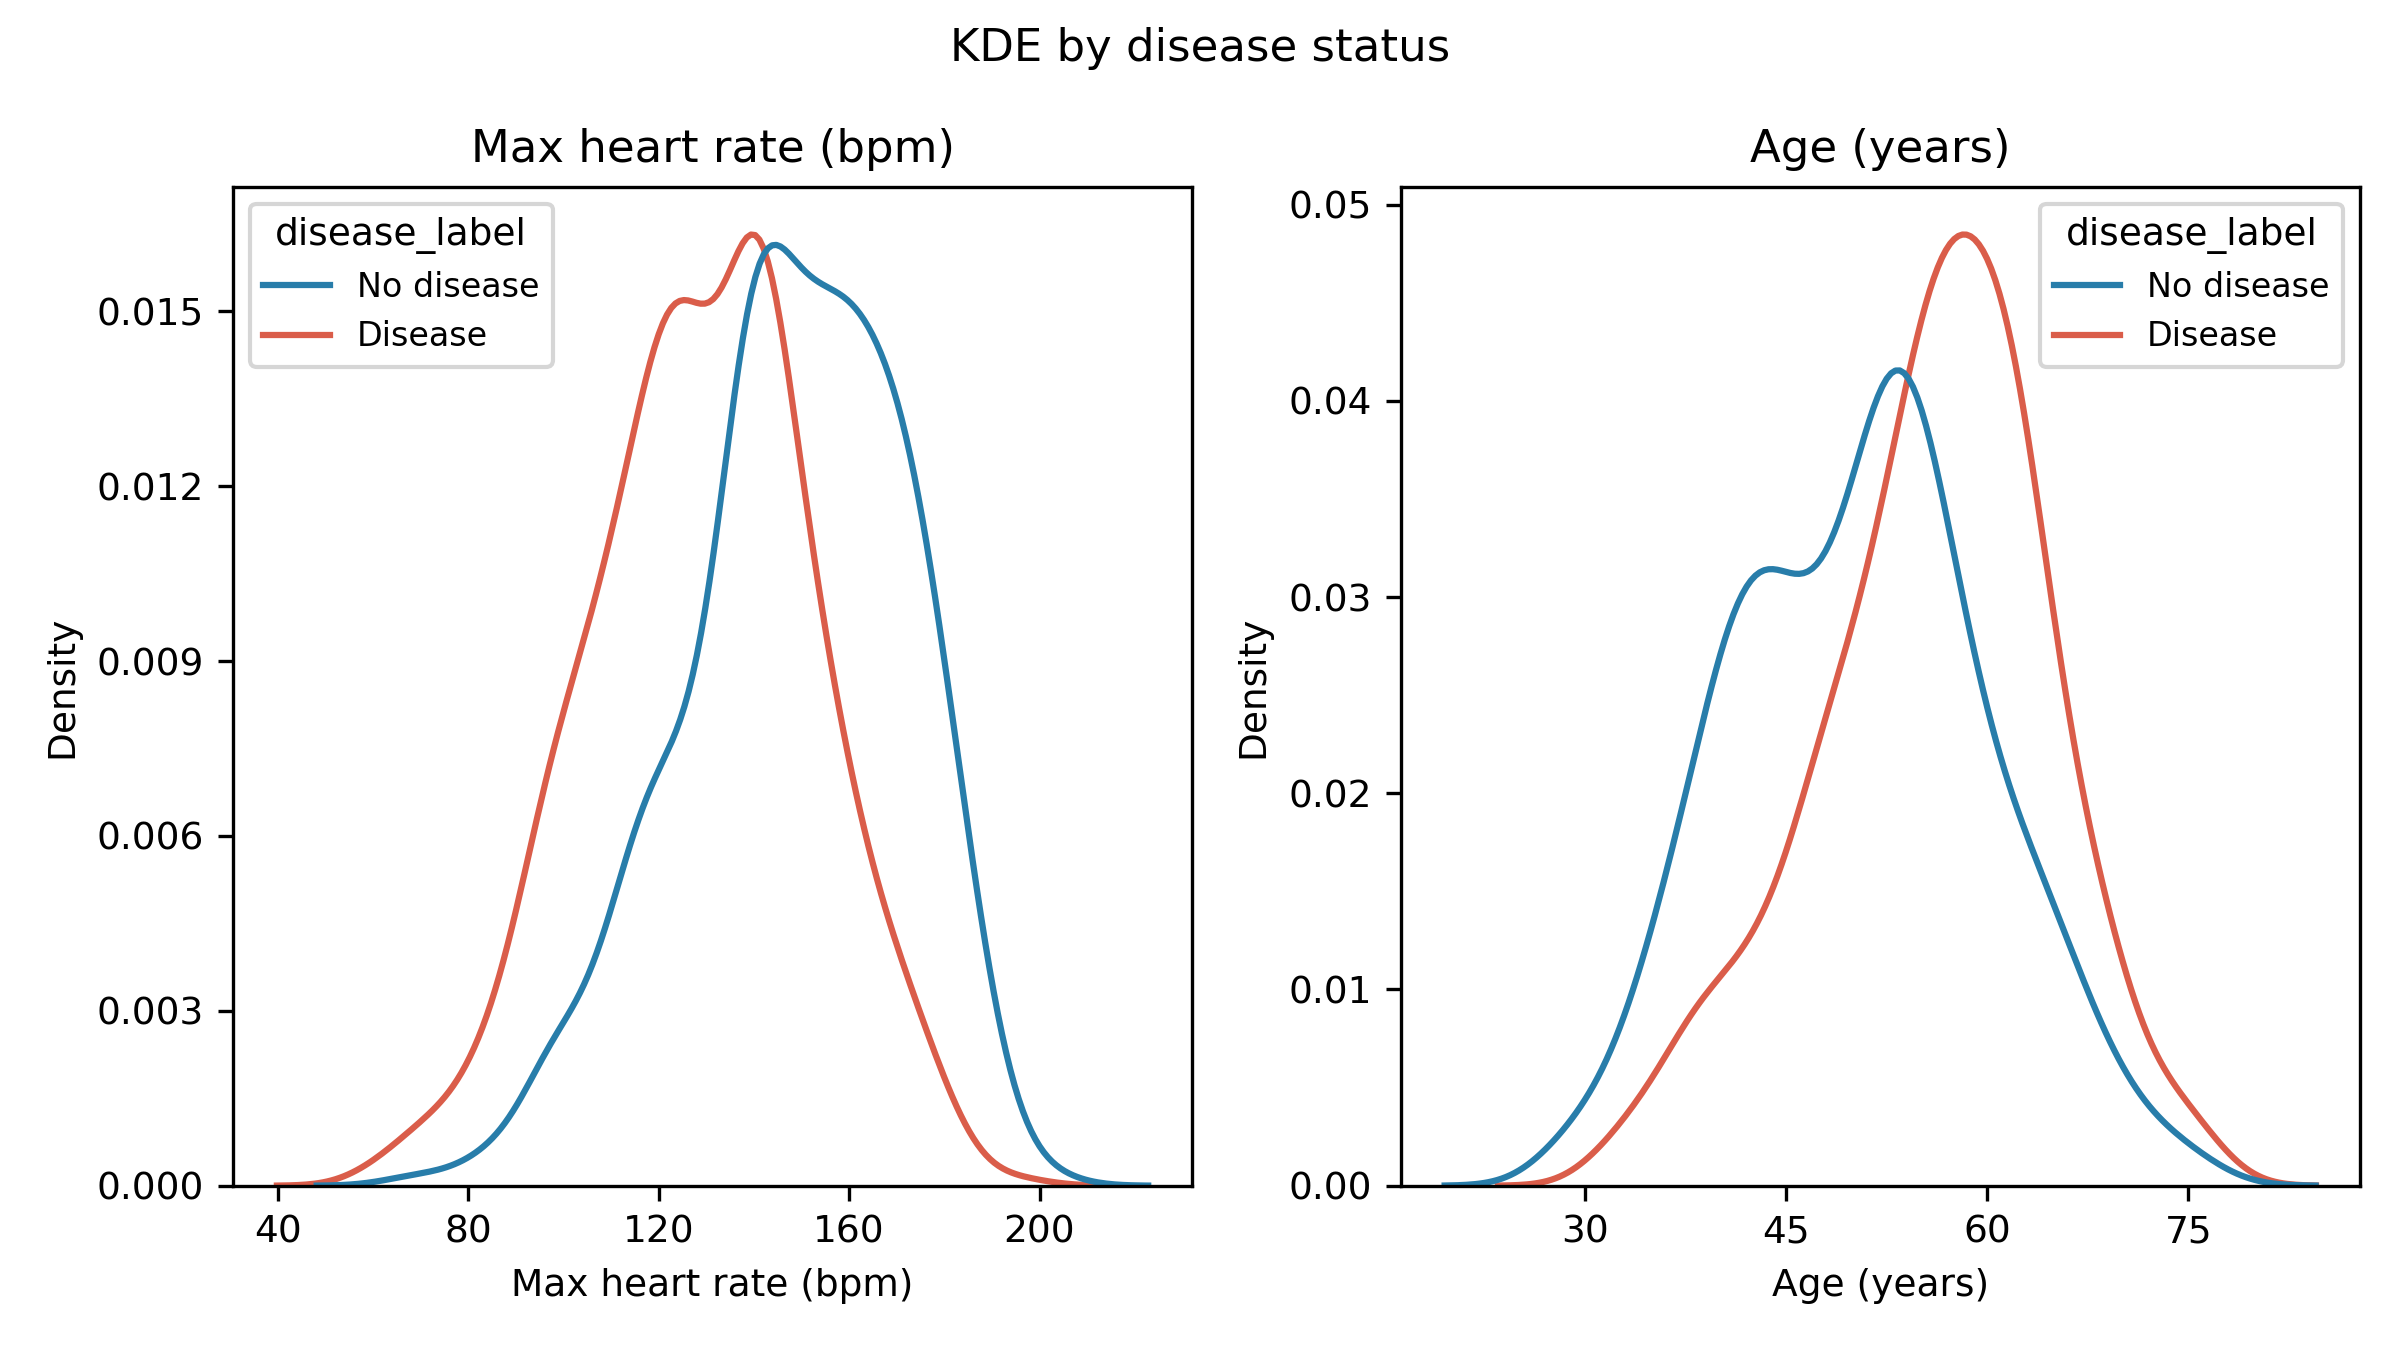 KDE by disease status
Max heart rate (bpm)
disease_label
No disease
Disease
0.015
0.012
0.009
0.006
0.003
0.000
Density
40 80 120 160 200
Max heart rate (bpm)
Age (years)
disease_label
No disease
Disease
0.05
0.04
0.03
0.02
0.01
0.00
Density
30 45 60 75
Age (years)